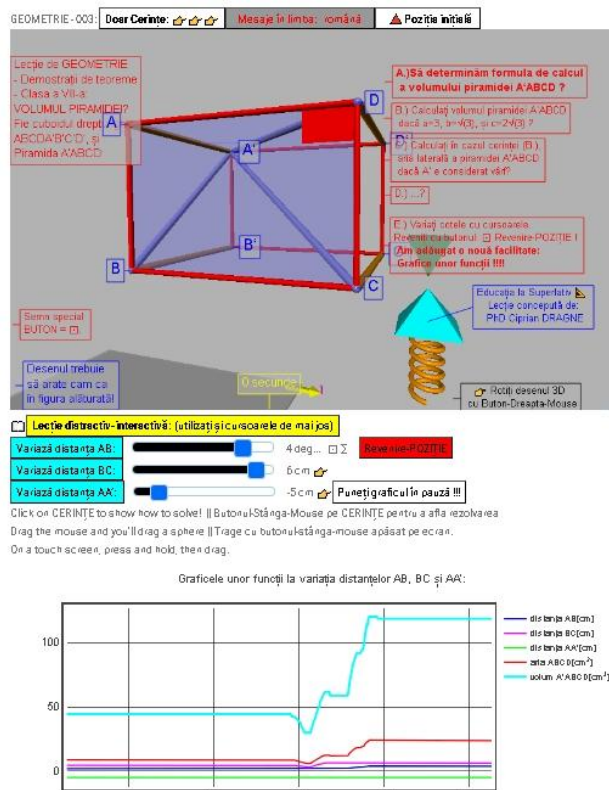 GEOMETRIE-003:
Doar Cerințe:
Mesaje în limba: română
Poziție inițială
Lecție de GEOMETRIE
- Demostrații de teoreme
- Clasa a VII-a:
VOLUMUL PIRAMIDEI?
Fie cuboidul drept
ABCDA'B'C'D', și
Piramida A'ABCD
A
D
A'
B'
B
C
A.)Să determinăm formula de calcul
a volumului piramidei A'ABCD ?
B.) Calculați volumul piramidei A'ABCD
dacă a=3, b=√(3), și c=2√(3) ?
Calculați în cazul cerinței (B.),
aria laterală a piramidei A'ABCD
dacă A' e considerat vârf?
D.) ...?
E.) Variați cotele cu cursoarele.
Reveniți cu butonul: ⊡ Revenire-POZIȚIE !
Am adăugat o nouă facilitate:
Grafice unor funcții !!!!
Educația la Superlativ
Lecție concepută de:
PhD Ciprian DRAGNE
Semn special
BUTON = ⊡.
Desenul trebuie
să arate cam ca
în figura alăturată!
0 secunde
Rotiți desenul 3D
cu Buton-Dreapta-Mouse
Lecție distractiv-interactivă: (utilizați și cursoarele de mai jos)
Variază distanța AB:
4 deg... ⊡ Σ
Revenire-POZIȚIE
Variază distanța BC:
6 cm
Variază distanța AA':
-5 cm
Puneți graficul în pauză !!!
Click on CERINȚE to show how to solve! || Butonul-Stânga-Mouse pe CERINȚE pentru a afla rezolvarea
Drag the mouse and you'll drag a sphere || Trage cu butonul-stânga-mouse apăsat pe ecran.
On a touch screen, press and hold, then drag.
Graficele unor funcții la variația distanțelor AB, BC și AA':
100
50
0
distanța AB[cm]
distanța BC[cm]
distanța AA'[cm]
aria ABCD[cm²]
volum A'ABCD[cm³]